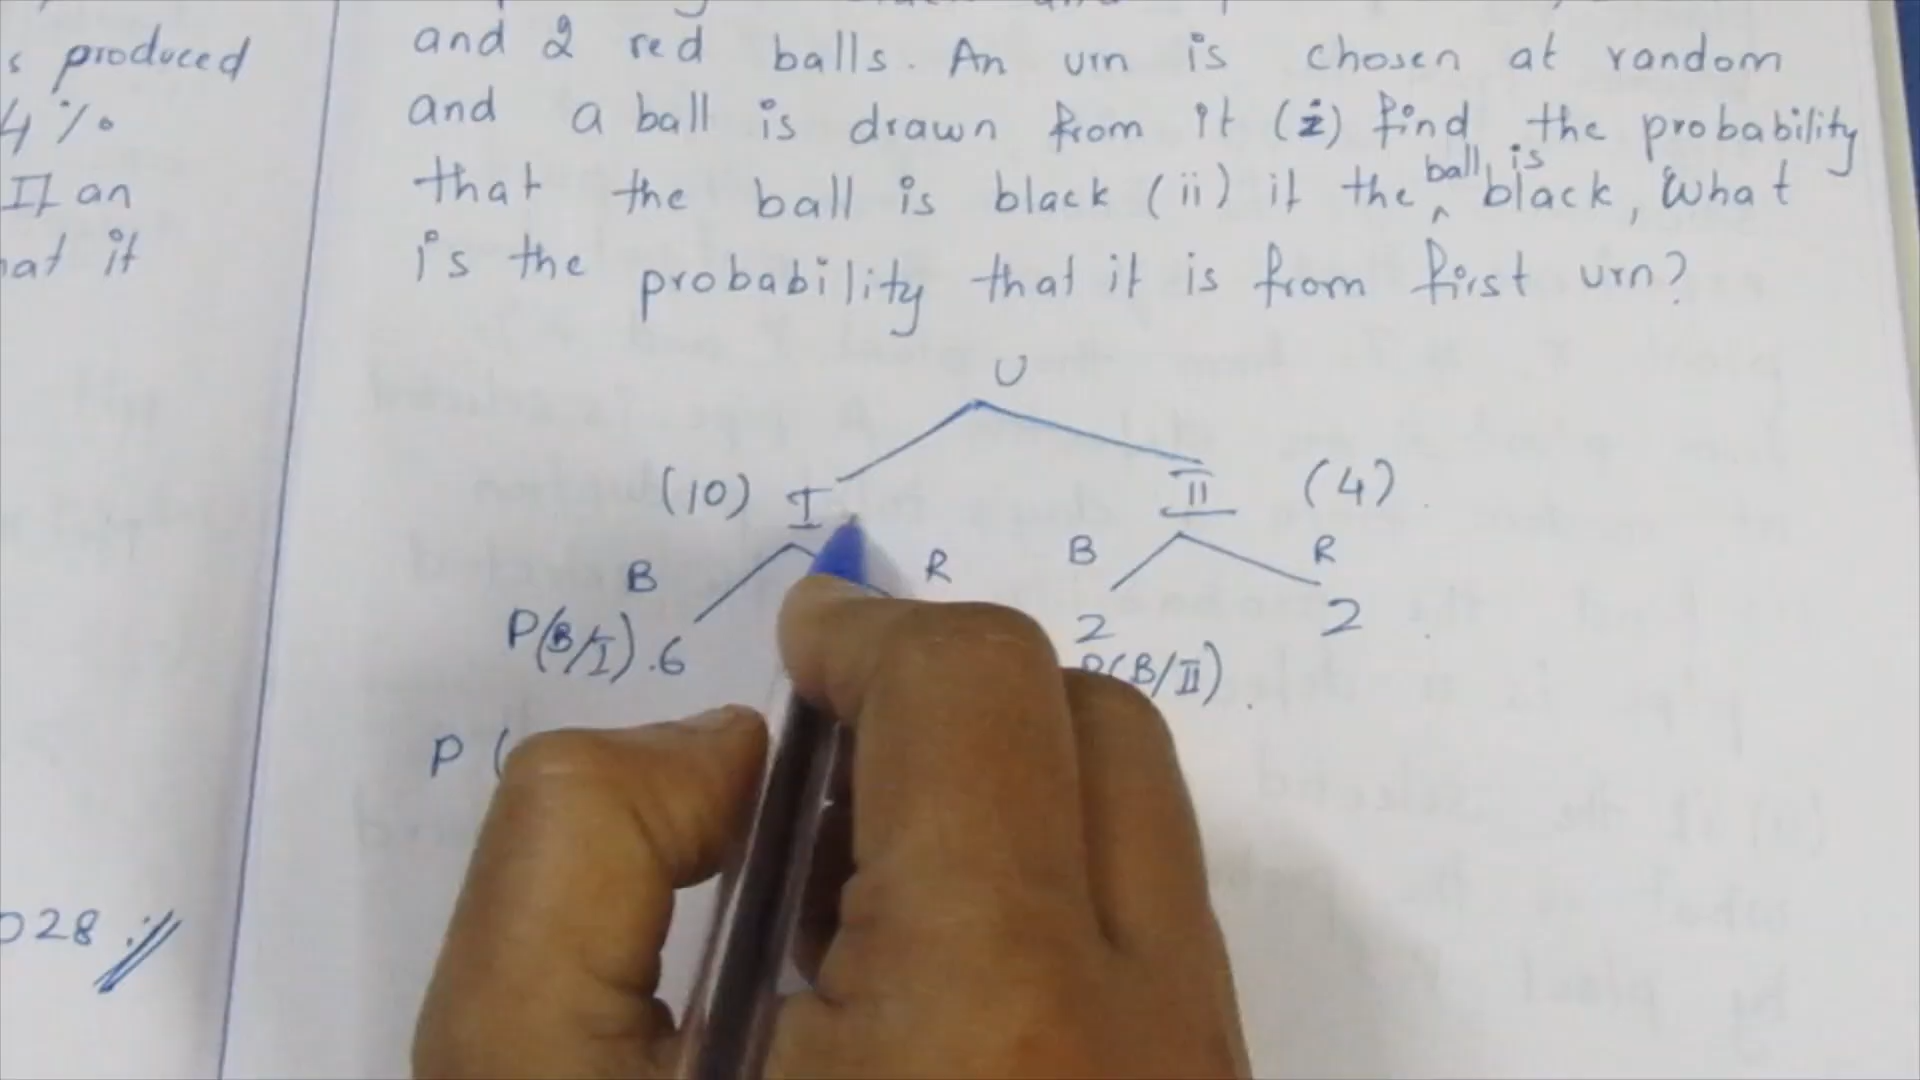 s produced
4%
If an
at it
028
and 2 red balls. An urn is chosen at random
and a ball is drawn from it (i) find the probability
that the ball is black (ii) if the ball is black, what
is the probability that it is from first urn?
U
(10) I II (4)
B R B R
P(B/I) . 6 2 2
P(B/II)
P (